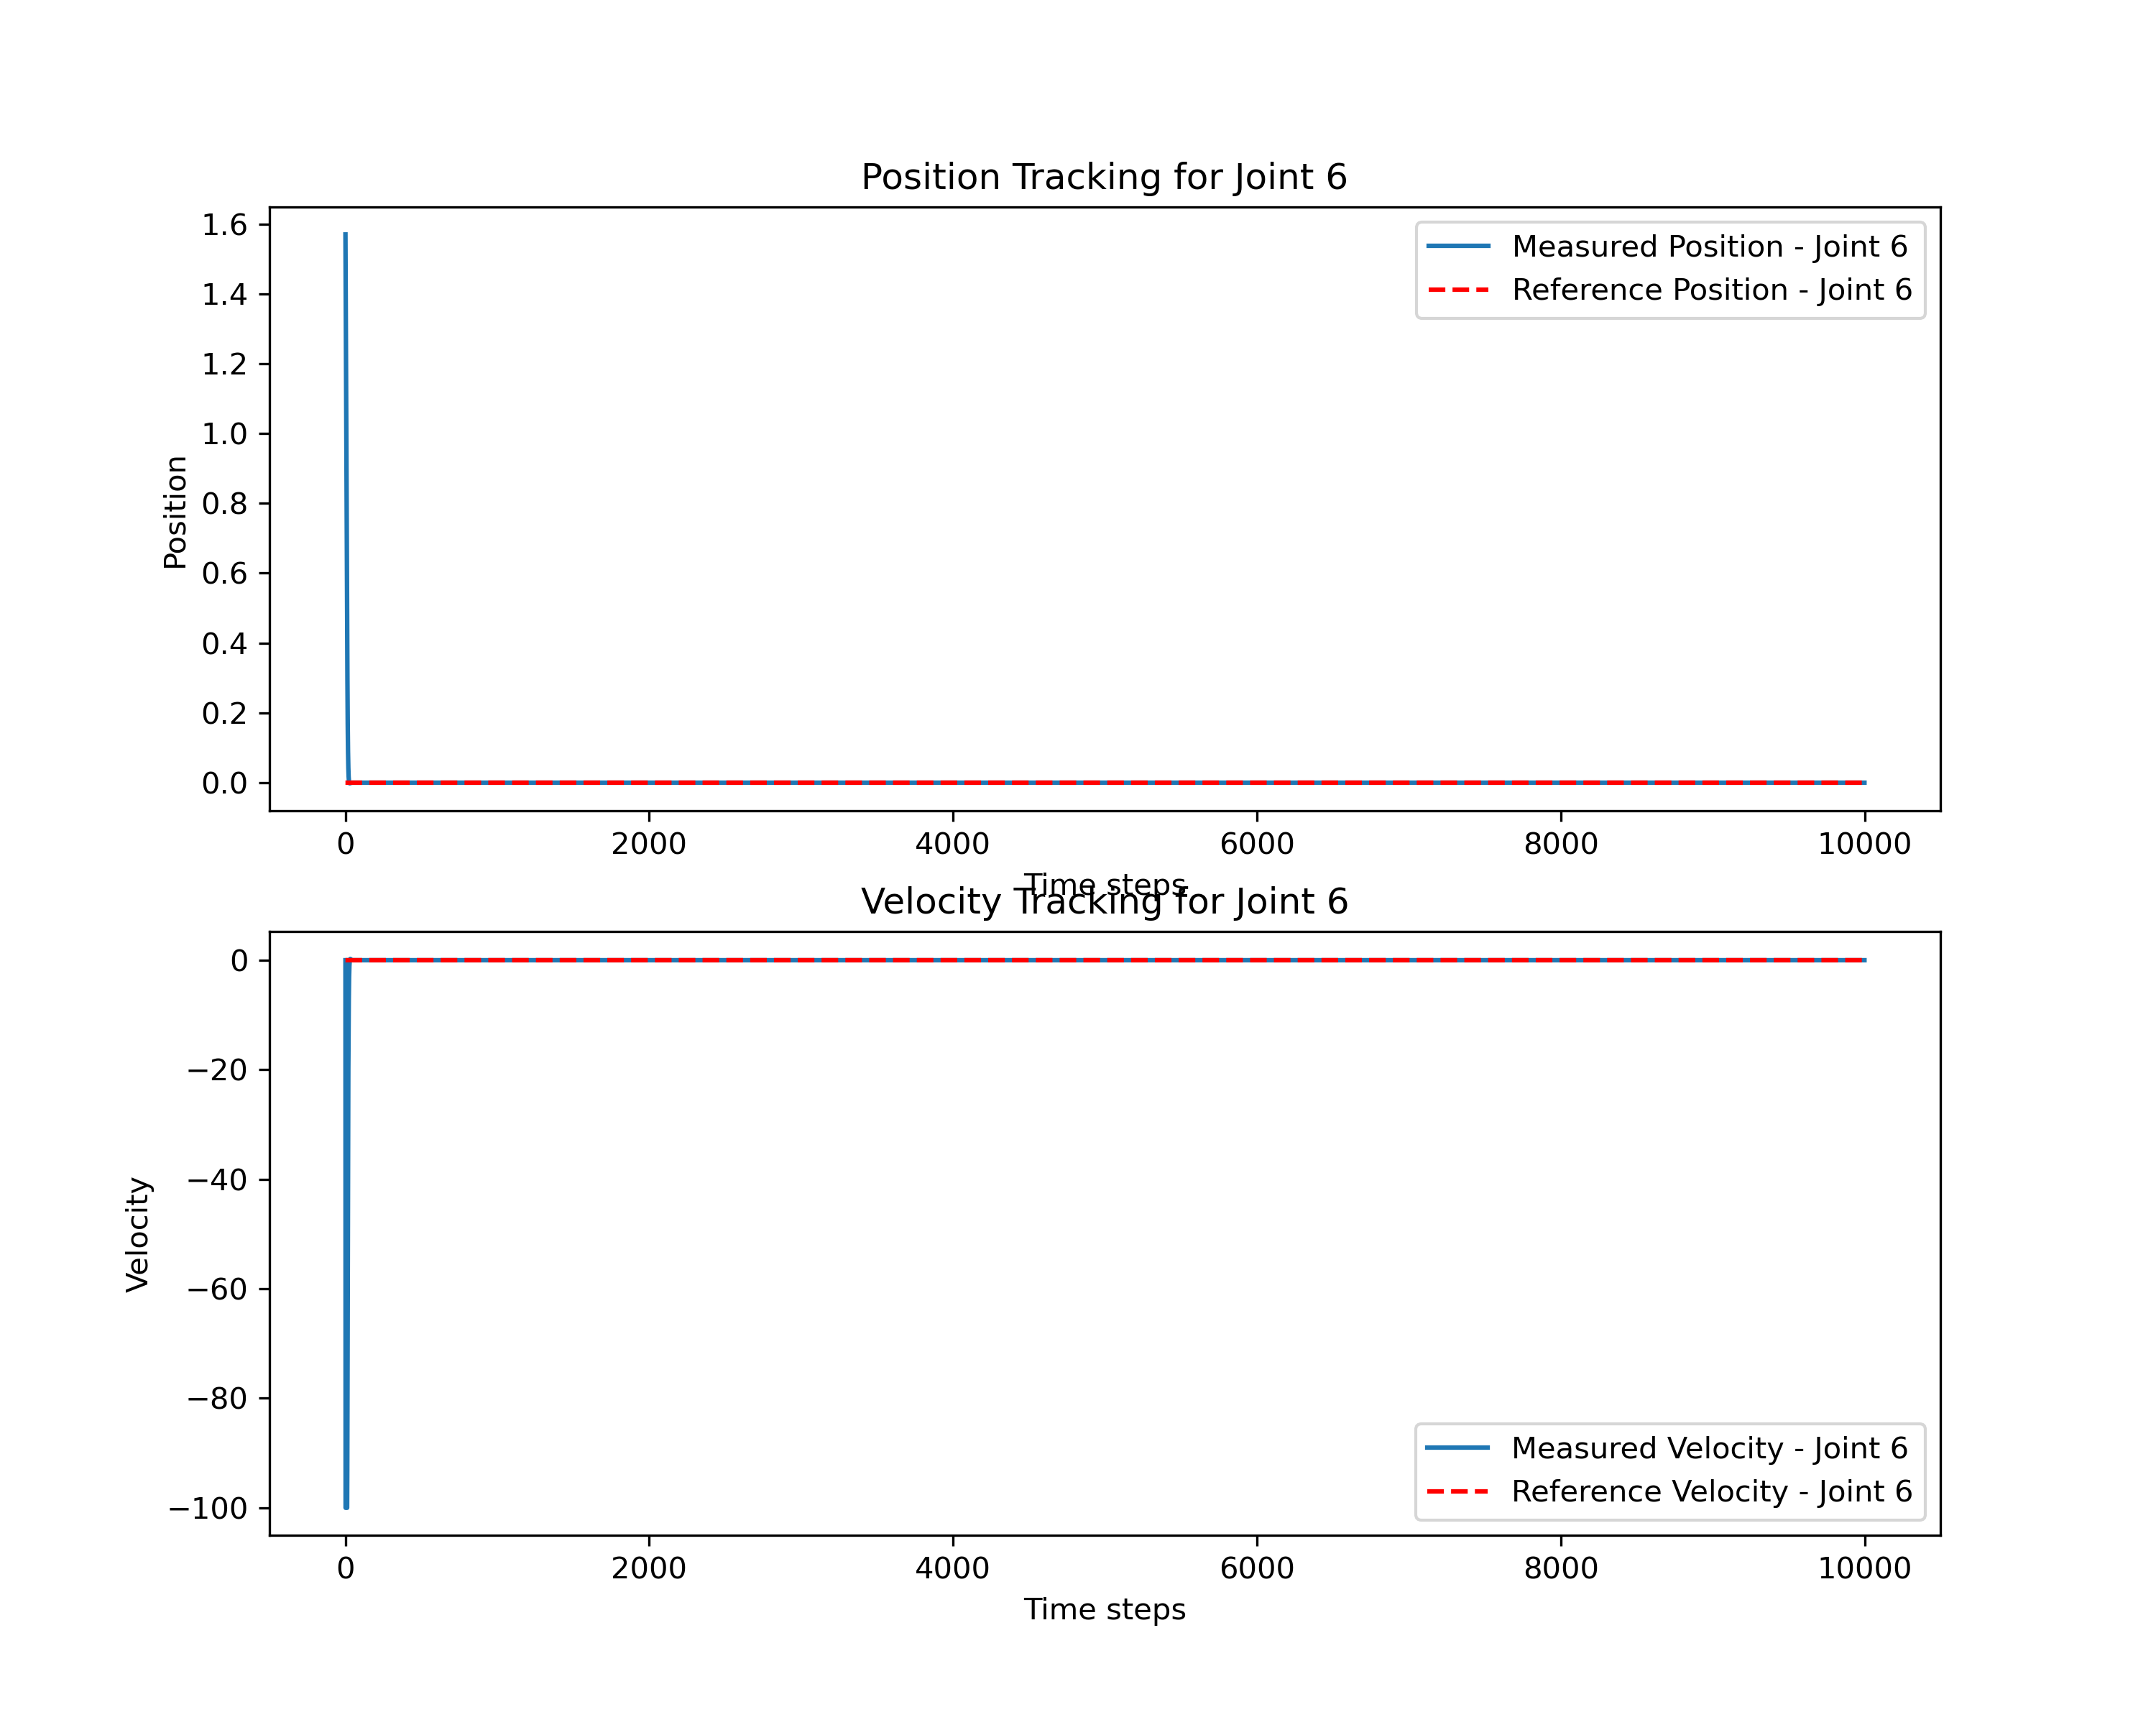 Position Tracking for Joint 6
1.6
1.4
1.2
1.0
0.8
0.6
0.4
0.2
0.0
Position
Measured Position - Joint 6
Reference Position - Joint 6
0 2000 4000 6000 8000 10000
Time steps
Velocity Tracking for Joint 6
0
−20
−40
−60
−80
−100
Velocity
Measured Velocity - Joint 6
Reference Velocity - Joint 6
0 2000 4000 6000 8000 10000
Time steps